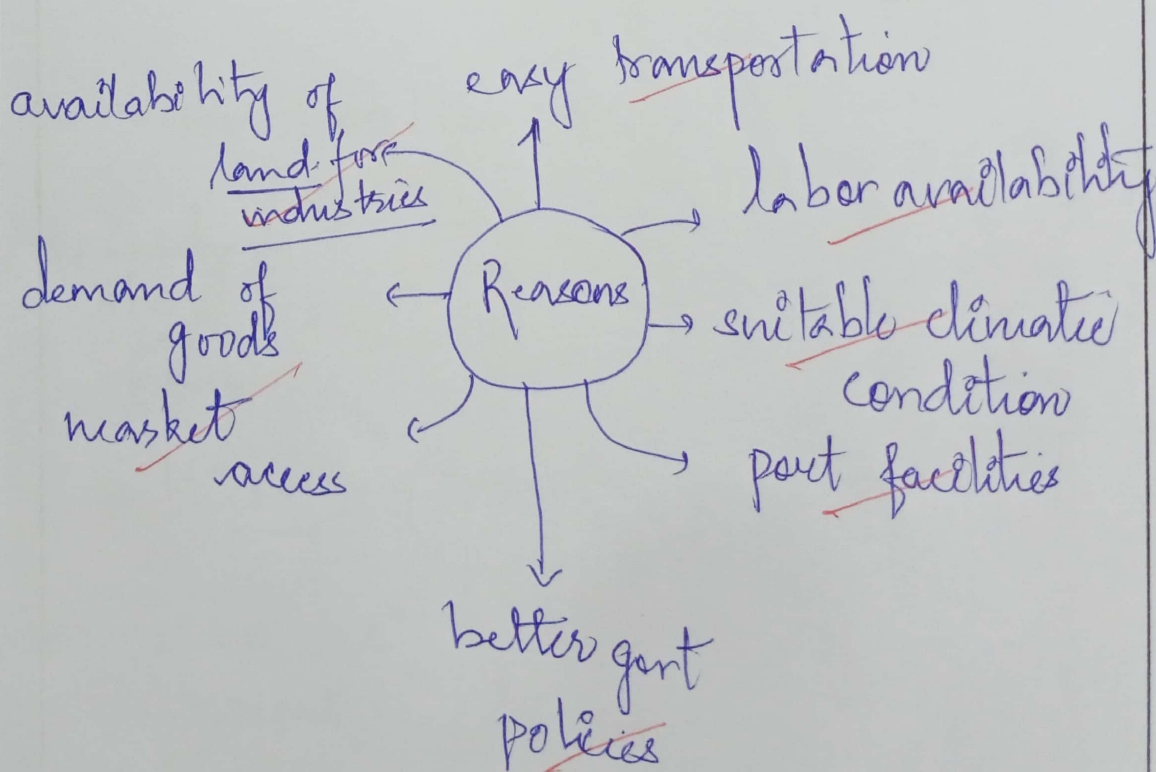 easy transportation
availability of
land for
industries
labor availability
demand of
goods
Reasons
suitable climatic
condition
market
access
port facilities
better govt
policies